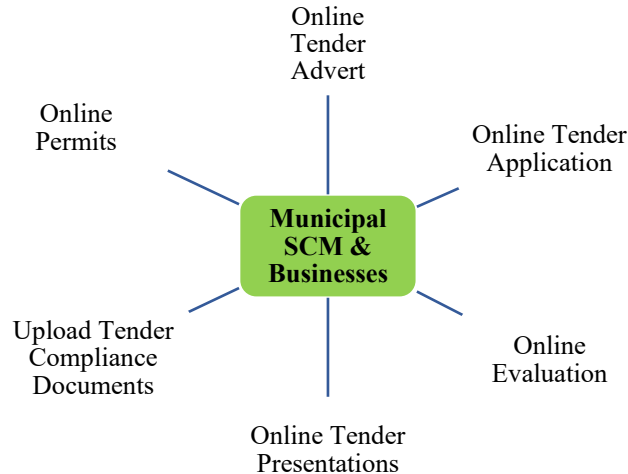 Online
Tender
Advert
Online
Permits
Online Tender
Application
Municipal
SCM &
Businesses
Upload Tender
Compliance
Documents
Online
Evaluation
Online Tender
Presentations